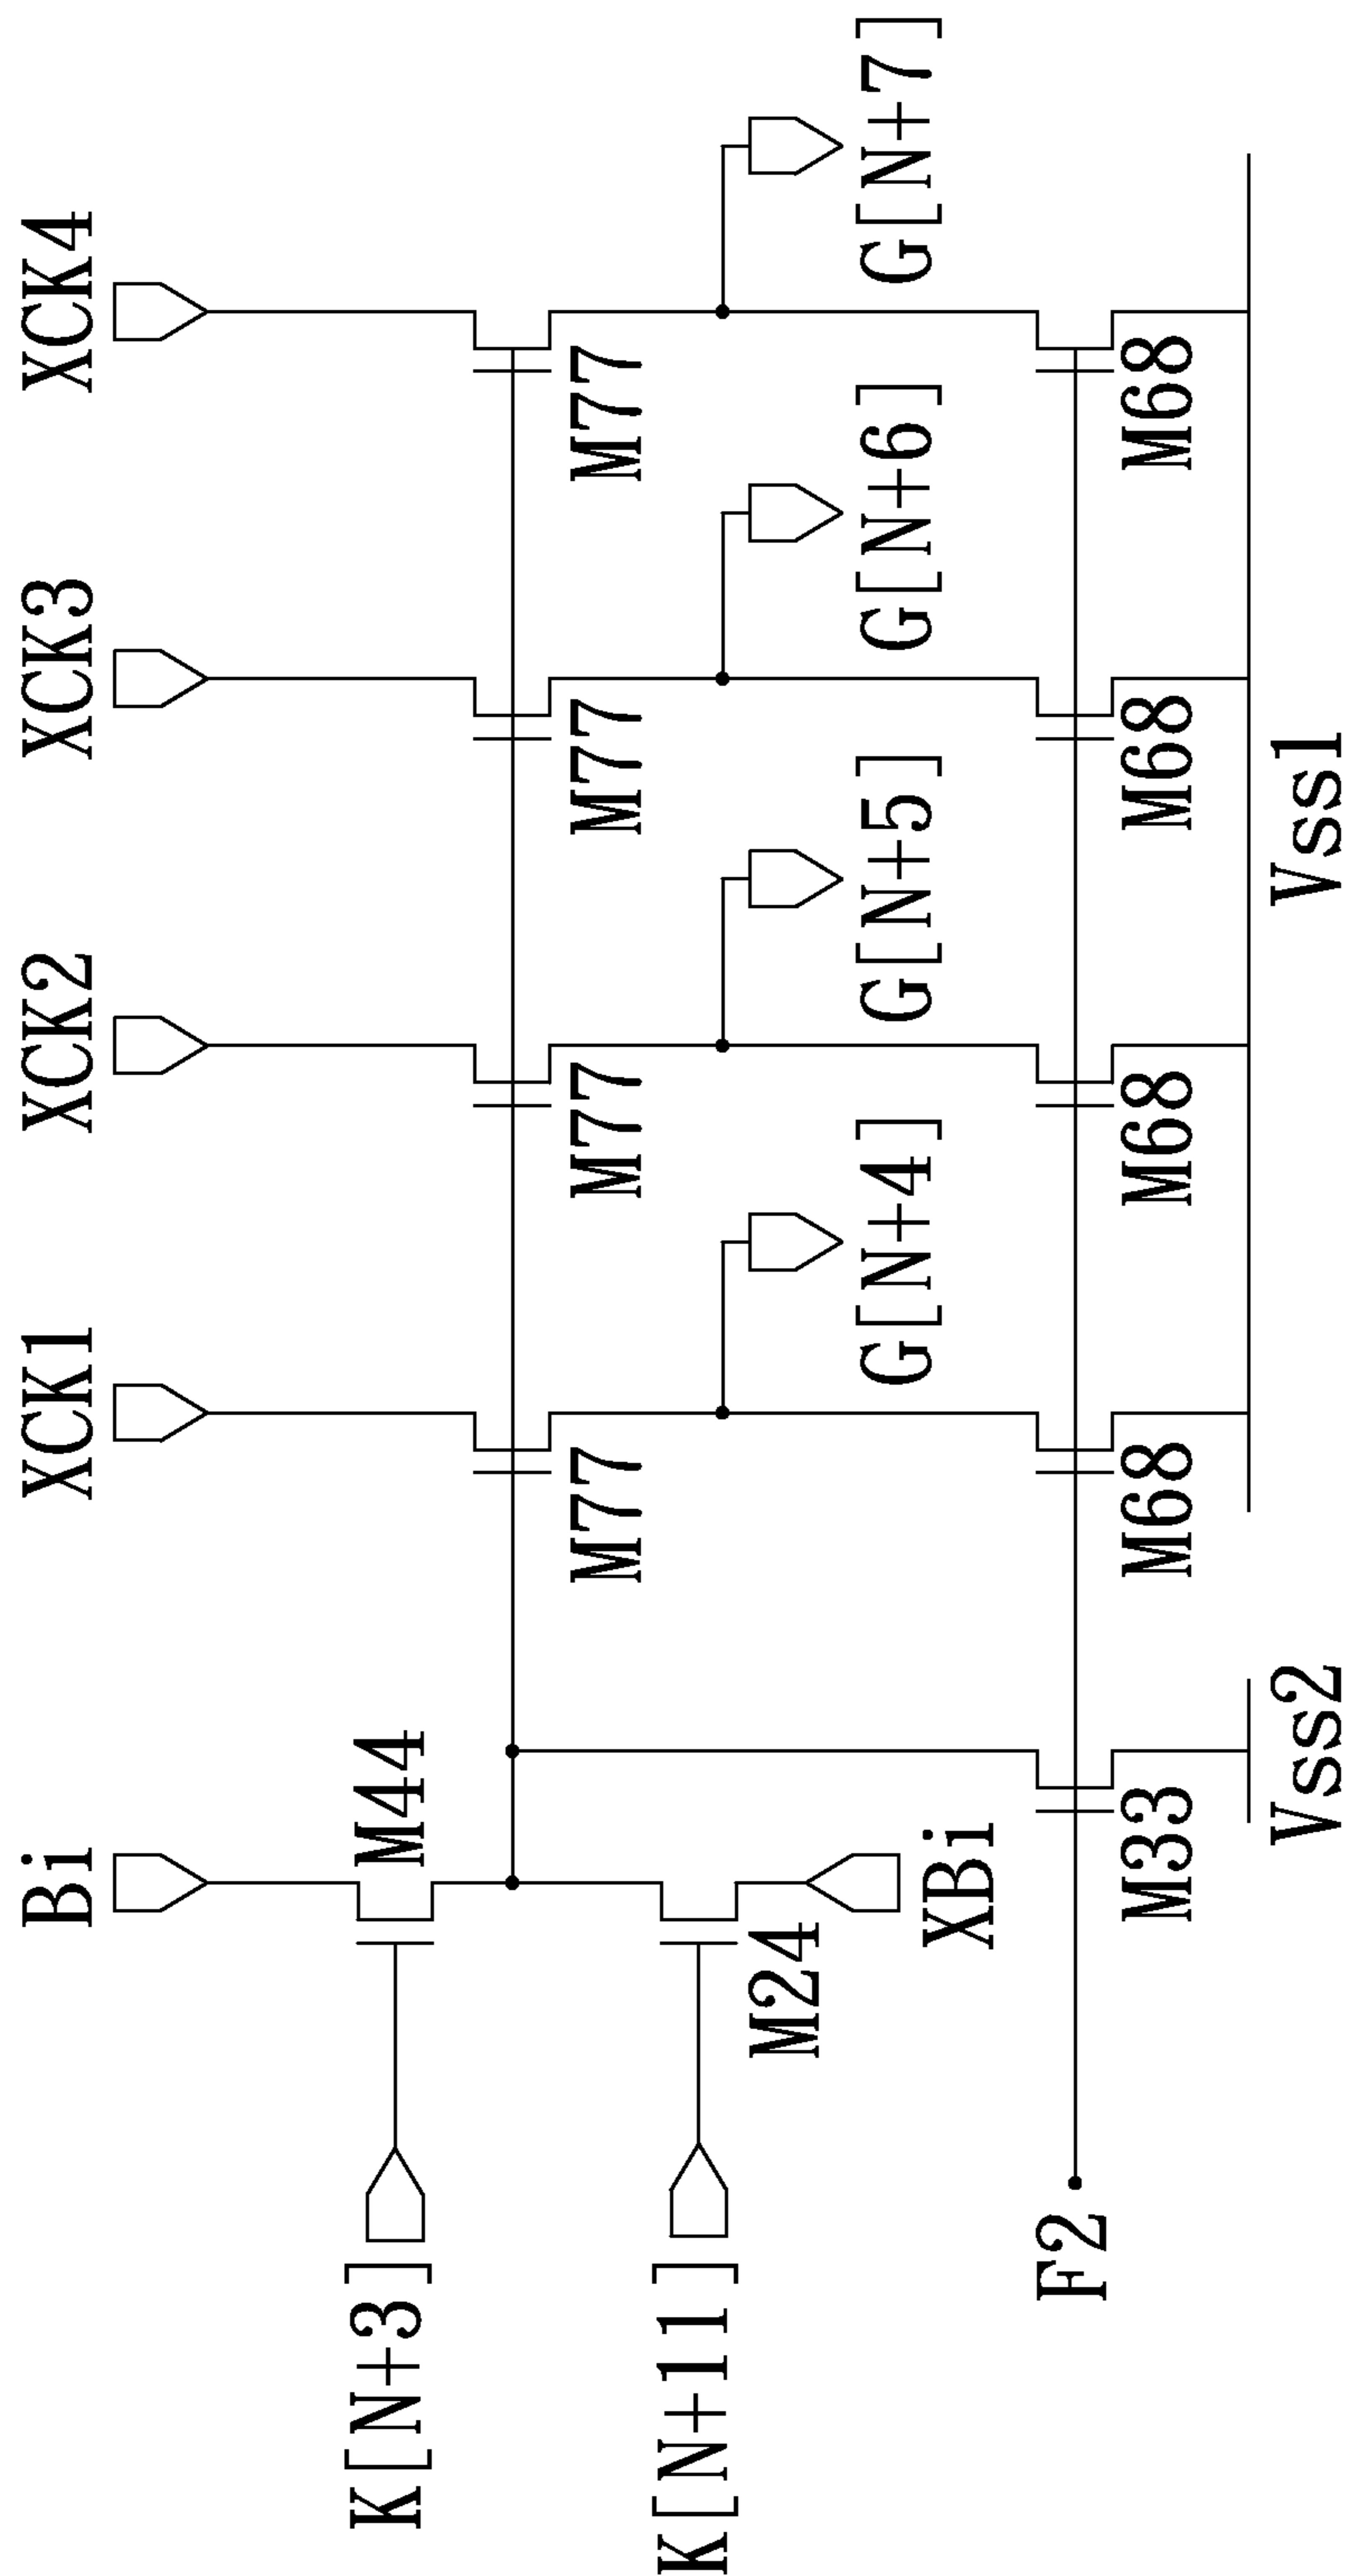 Bi
XCK1
XCK2
XCK3
XCK4
K[N+3]
M44
M77
M77
M77
M77
K[N+11]
M24
G[N+4]
G[N+5]
G[N+6]
G[N+7]
XBi
F2
M33
M68
M68
M68
M68
Vss2
Vss1